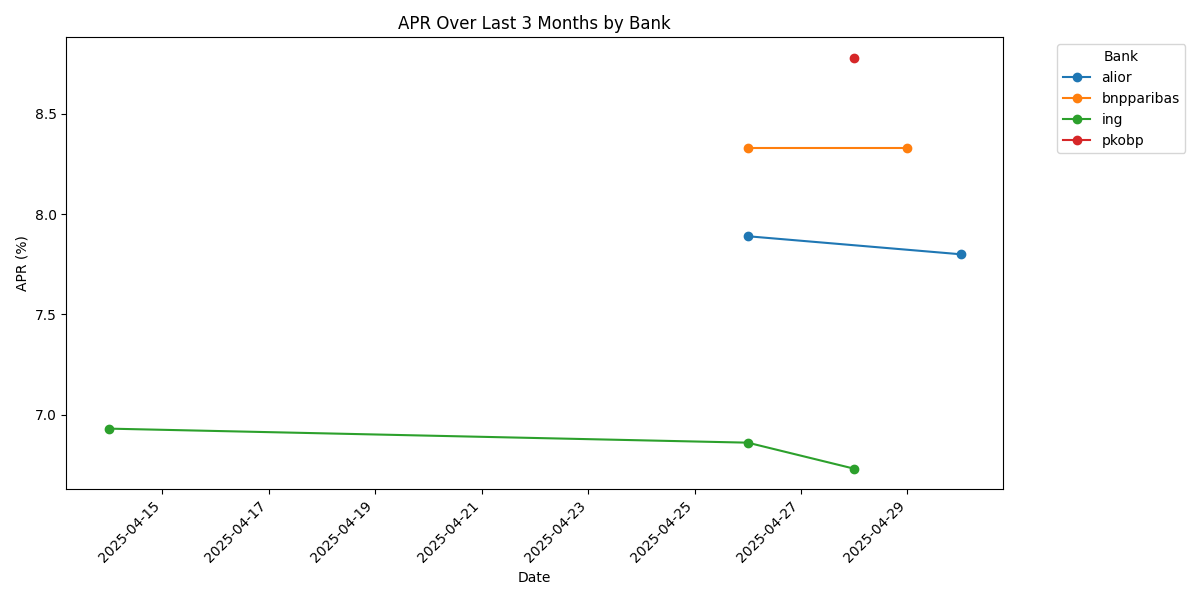 APR Over Last 3 Months by Bank
APR (%)
8.5
8.0
7.5
7.0
2025-04-15
2025-04-17
2025-04-19
2025-04-21
2025-04-23
2025-04-25
2025-04-27
2025-04-29
Date
Bank
alior
bnpparibas
ing
pkobp